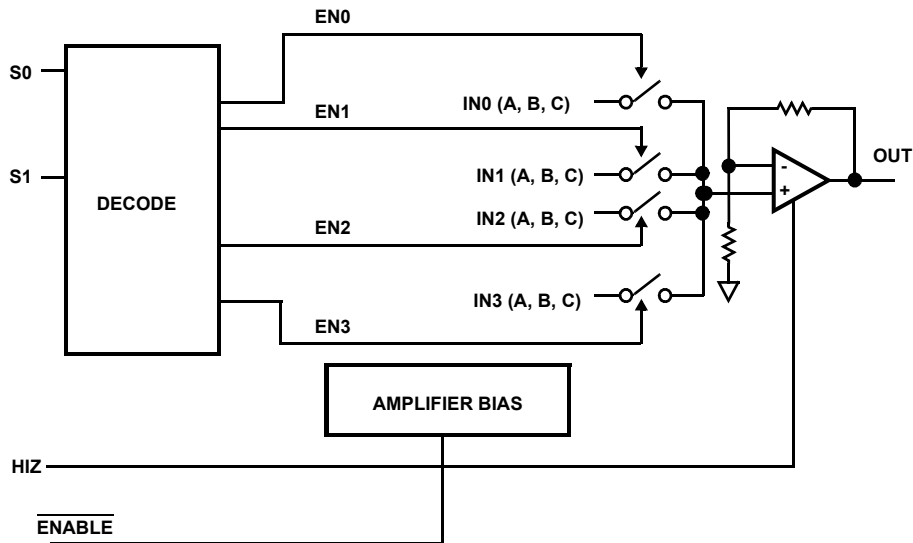 EN0
S0
IN0 (A, B, C)
EN1
OUT
-
S1
IN1 (A, B, C)
+
DECODE
IN2 (A, B, C)
EN2
IN3 (A, B, C)
EN3
AMPLIFIER BIAS
HIZ
ENABLE